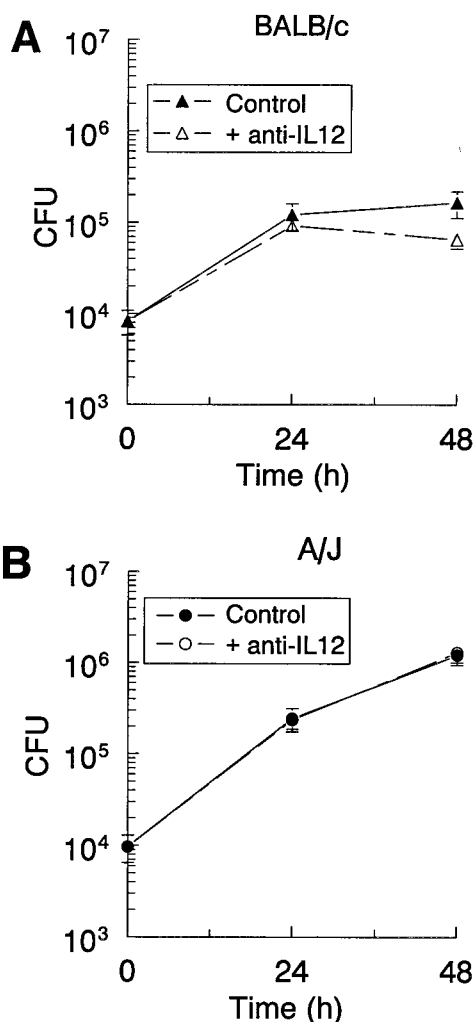 A
BALB/c
10⁷
Control
+ anti-IL12
10⁶
CFU
10⁵
10⁴
10³
0 24 48
Time (h)
B
A/J
10⁷
Control
+ anti-IL12
10⁶
CFU
10⁵
10⁴
10³
0 24 48
Time (h)